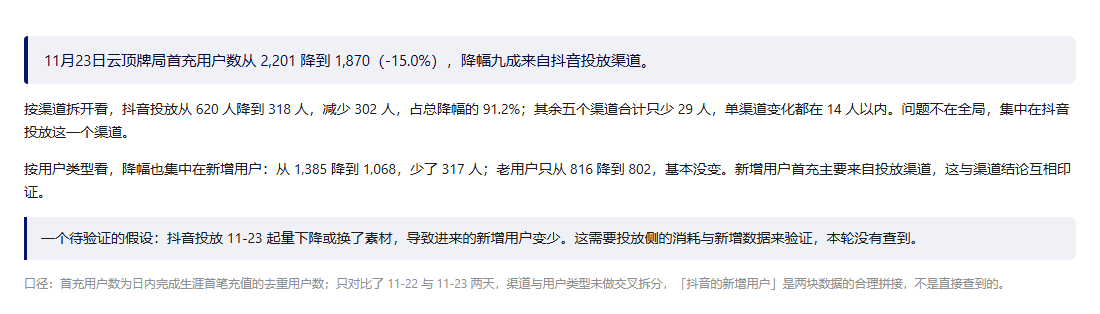 11月23日云顶牌局首充用户数从 2,201 降到 1,870（-15.0%），降幅九成来自抖音投放渠道。
按渠道拆开看，抖音投放从 620 人降到 318 人，减少 302 人，占总降幅的 91.2%；其余五个渠道合计只少 29 人，单渠道变化都在 14 人以内。问题不在全局，集中在抖音
投放这一个渠道。
按用户类型看，降幅也集中在新增用户：从 1,385 降到 1,068，少了 317 人；老用户只从 816 降到 802，基本没变。新增用户首充主要来自投放渠道，这与渠道结论互相印
证。
一个待验证的假设：抖音投放 11-23 起量下降或换了素材，导致进来的新增用户变少。这需要投放侧的消耗与新增数据来验证，本轮没有查到。
口径：首充用户数为日内完成生涯首笔充值的去重用户数；只对比了 11-22 与 11-23 两天，渠道与用户类型未做交叉拆分，「抖音的新增用户」是两块数据的合理拼接，不是直接查到的。